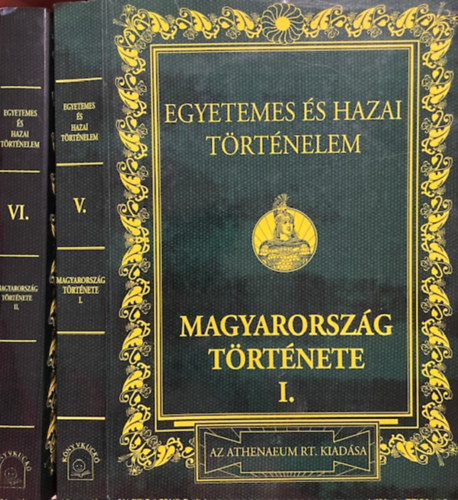 EGYETEMES
ÉS
HAZAI
TÖRTÉNELEM
VI.
MAGYARORSZÁG
TÖRTÉNETE
II.
EGYETEMES
ÉS
HAZAI
TÖRTÉNELEM
V.
MAGYARORSZÁG
TÖRTÉNETE
I.
KÖNYVKUCKÓ
EGYETEMES ÉS HAZAI
TÖRTÉNELEM
MAGYARORSZÁG
TÖRTÉNETE
I.
AZ ATHENAEUM RT. KIADÁSA